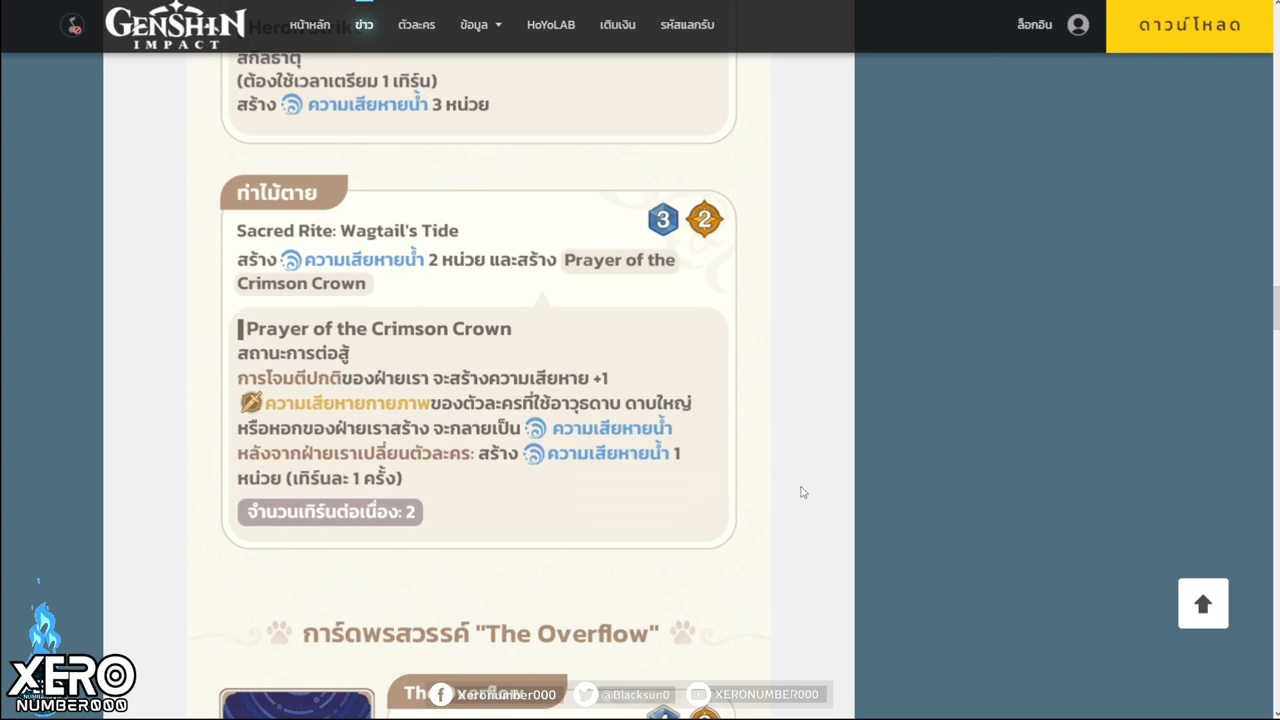 GENSHIN
IMPACT
หน้าหลัก
ข่าว
ตัวละคร
ข้อมูล
HoYoLAB
เติมเงิน
รหัสแลกรับ
ล็อกอิน
ดาวน์โหลด
สกิลธาตุ
(ต้องใช้เวลาเตรียม 1 เทิร์น)
สร้าง ความเสียหายน้ำ 3 หน่วย
ท่าไม้ตาย
3 2
Sacred Rite: Wagtail's Tide
สร้าง ความเสียหายน้ำ 2 หน่วย และสร้าง Prayer of the
Crimson Crown
Prayer of the Crimson Crown
สถานะการต่อสู้
การโจมตีปกติของฝ่ายเรา จะสร้างความเสียหาย +1
ความเสียหายกายภาพของตัวละครที่ใช้อาวุธดาบ ดาบใหญ่
หรือหอกของฝ่ายเราสร้าง จะกลายเป็น ความเสียหายน้ำ
หลังจากฝ่ายเราเปลี่ยนตัวละคร: สร้าง ความเสียหายน้ำ 1
หน่วย (เทิร์นละ 1 ครั้ง)
จำนวนเทิร์นต่อเนื่อง: 2
การ์ดพรสวรรค์ "The Overflow"
XERO
NUMBER000
Xeronumber000
@Blacksun0
XERONUMBER000